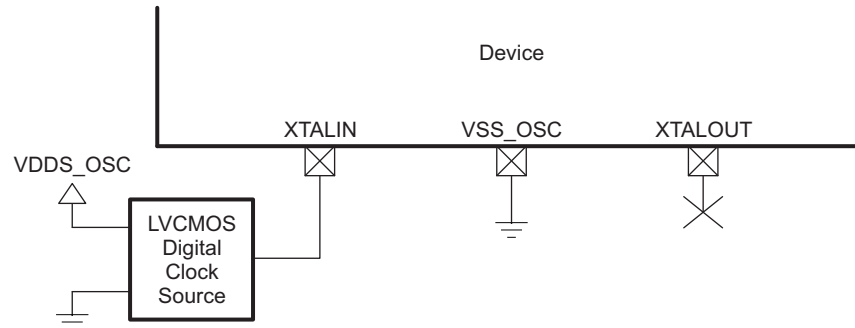 Device
XTALIN
VSS_OSC
XTALOUT
VDDS_OSC
LVCMOS
Digital
Clock
Source